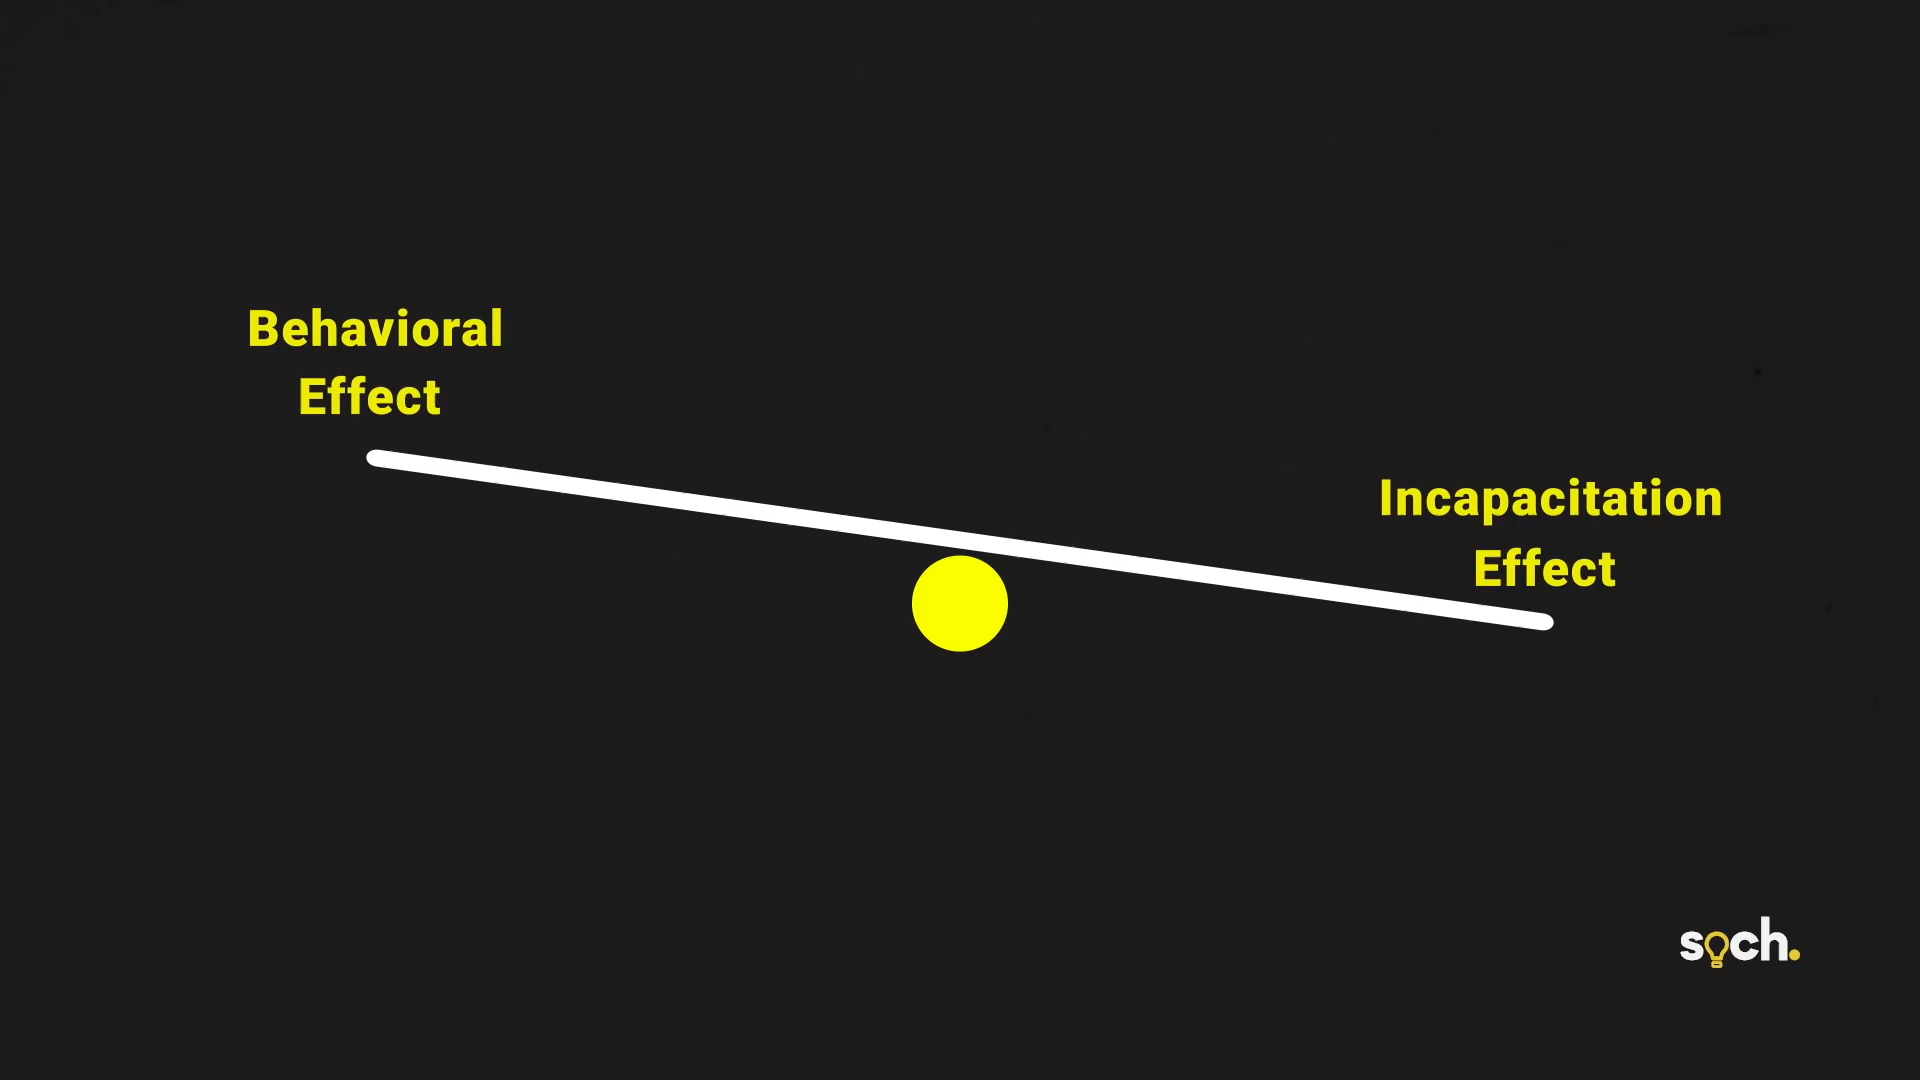 Behavioral
Effect
Incapacitation
Effect
soch.